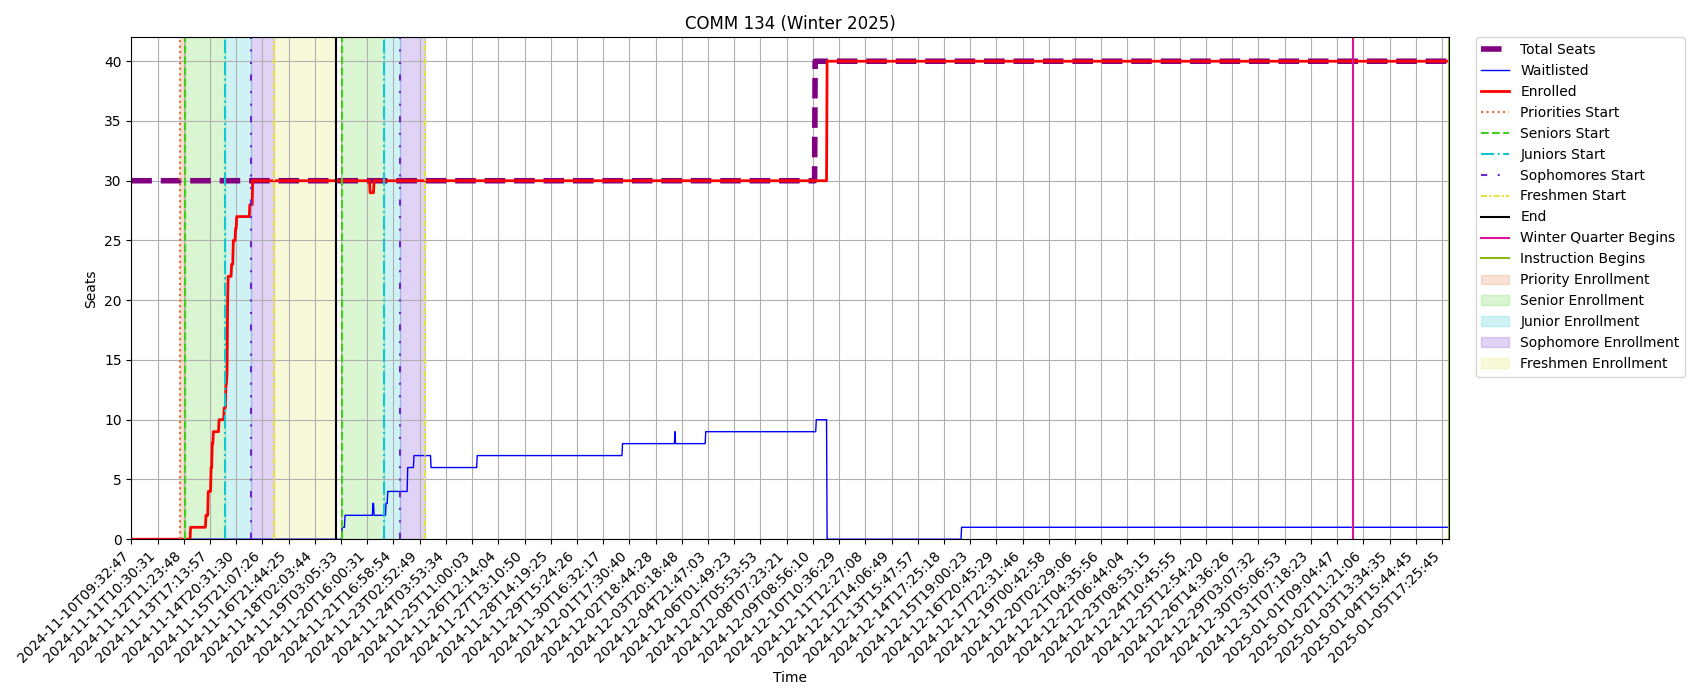 COMM 134 (Winter 2025)
Seats
40
35
30
25
20
15
10
5
0
2024-11-10T09:32:47
2024-11-11T10:30:31
2024-11-12T11:23:48
2024-11-13T17:13:57
2024-11-14T20:31:30
2024-11-15T21:07:26
2024-11-16T21:44:25
2024-11-18T02:03:44
2024-11-19T03:05:33
2024-11-20T16:00:31
2024-11-21T16:58:54
2024-11-23T02:52:49
2024-11-24T03:53:34
2024-11-25T11:00:03
2024-11-26T12:14:04
2024-11-27T13:10:50
2024-11-28T14:19:25
2024-11-29T15:24:26
2024-11-30T16:32:17
2024-12-01T17:30:40
2024-12-02T18:44:28
2024-12-03T20:18:48
2024-12-04T21:47:03
2024-12-06T01:49:23
2024-12-07T05:53:53
2024-12-08T07:23:21
2024-12-09T08:56:10
2024-12-10T10:36:29
2024-12-11T12:27:08
2024-12-12T14:06:49
2024-12-13T15:47:57
2024-12-14T17:25:18
2024-12-15T19:00:23
2024-12-16T20:45:29
2024-12-17T22:31:46
2024-12-19T00:42:58
2024-12-20T02:29:06
2024-12-21T04:35:56
2024-12-22T06:44:04
2024-12-23T08:53:15
2024-12-24T10:45:55
2024-12-25T12:54:20
2024-12-26T14:36:26
2024-12-29T03:07:32
2024-12-30T05:06:53
2024-12-31T07:18:23
2025-01-01T09:04:47
2025-01-02T11:21:06
2025-01-03T13:34:35
2025-01-04T15:44:45
2025-01-05T17:25:45
Time
Total Seats
Waitlisted
Enrolled
Priorities Start
Seniors Start
Juniors Start
Sophomores Start
Freshmen Start
End
Winter Quarter Begins
Instruction Begins
Priority Enrollment
Senior Enrollment
Junior Enrollment
Sophomore Enrollment
Freshmen Enrollment